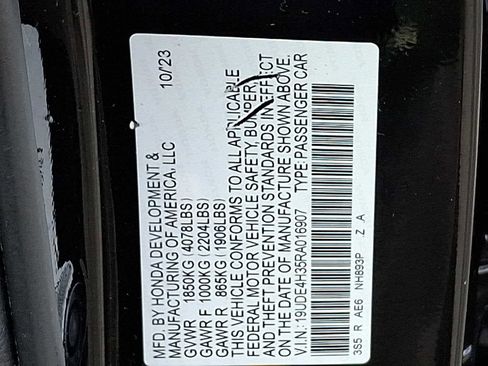 MFD. BY HONDA DEVELOPMENT & 10/23
MANUFACTURING OF AMERICA, LLC
GVWR 1850KG (4078LBS)
GAWR F 1000KG (2204LBS)
GAWR R 865KG (1906LBS)
THIS VEHICLE CONFORMS TO ALL APPLICABLE
FEDERAL MOTOR VEHICLE SAFETY, BUMPER,
AND THEFT PREVENTION STANDARDS IN EFFECT
ON THE DATE OF MANUFACTURE SHOWN ABOVE.
V.I.N.: 19UDE4H35RA016907 TYPE: PASSENGER CAR
3S5 R AE6 NH893P Z A